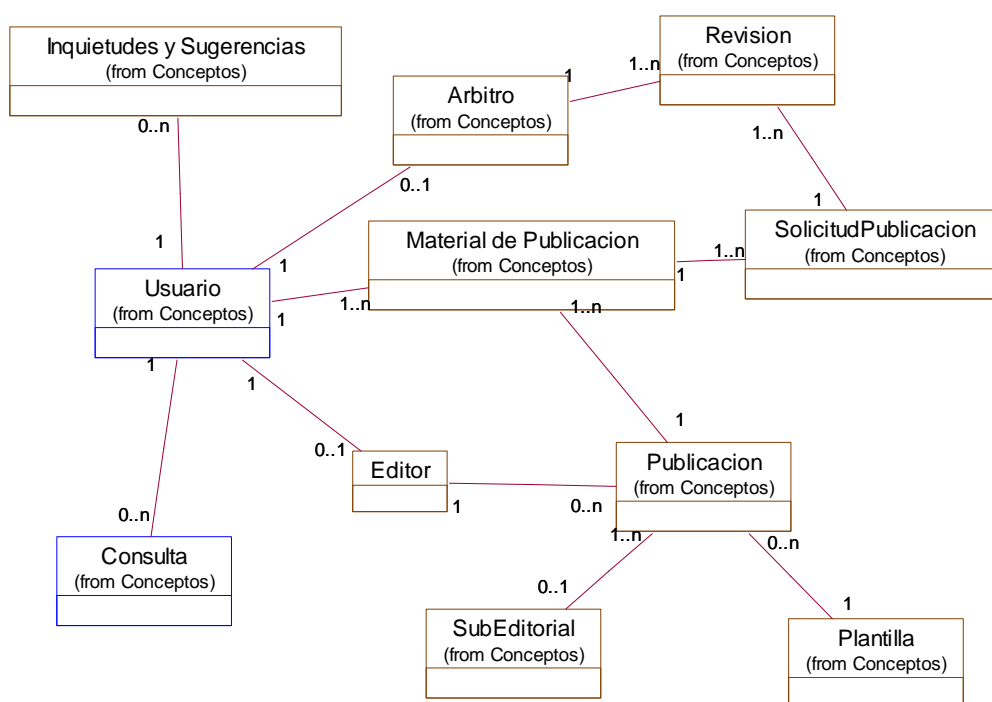 Inquietudes y Sugerencias
(from Conceptos)
0..n
1
Arbitro
(from Conceptos)
1
1..n
0..1
1
Revision
(from Conceptos)
1..n
1
SolicitudPublicacion
(from Conceptos)
Material de Publicacion
(from Conceptos)
1
1..n
1..n
1..n
1
Usuario
(from Conceptos)
1
1
1
0..1
Editor
1
0..n
Publicacion
(from Conceptos)
1..n
0..n
0..n
Consulta
(from Conceptos)
0..1
SubEditorial
(from Conceptos)
1
Plantilla
(from Conceptos)